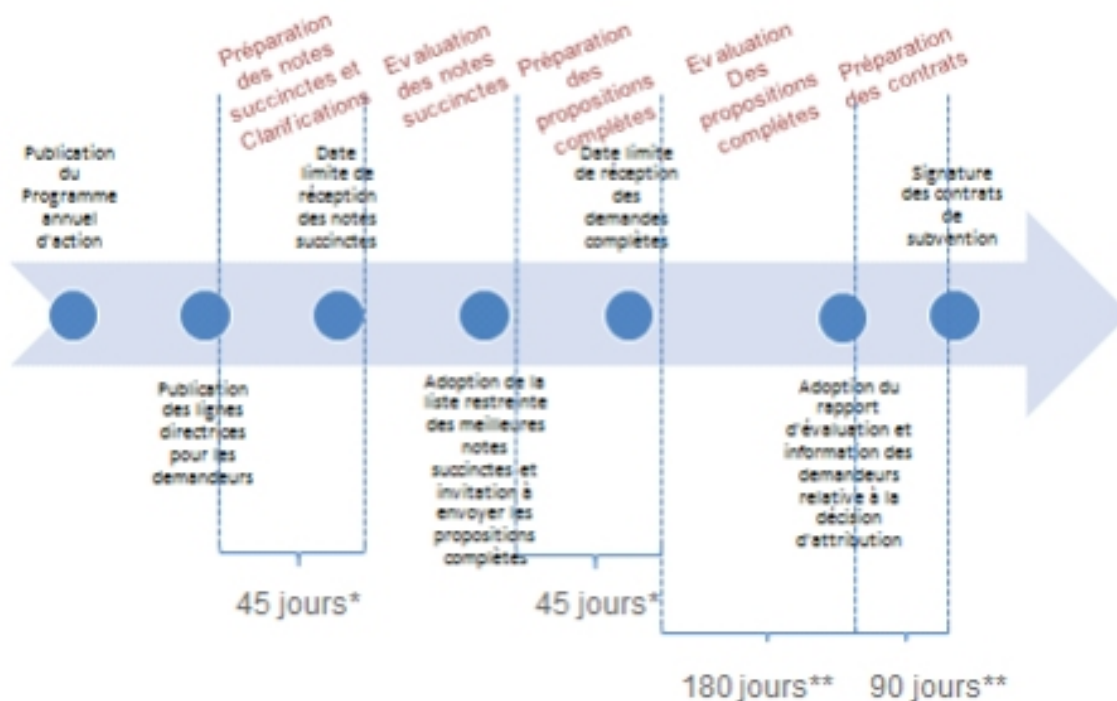 Préparation
des notes
succinctes et
Clarifications
Evaluation
des notes
succinctes
Préparation
des
propositions
complètes
Evaluation
Des
propositions
complètes
Préparation
des contrats
Publication
du
Programme
annuel
d'action
Date
limite de
réception
des notes
succinctes
Date limite
de réception
des
demandes
complètes
Signature
des contrats
de
subvention
Publication
des lignes
directrices
pour les
demandeurs
Adoption de la
liste restreinte
des meilleures
notes
succinctes et
invitation à
envoyer les
propositions
complètes
Adoption du
rapport
d'évaluation et
information des
demandeurs
relative à la
décision
d'attribution
45 jours*
45 jours*
180 jours**
90 jours**